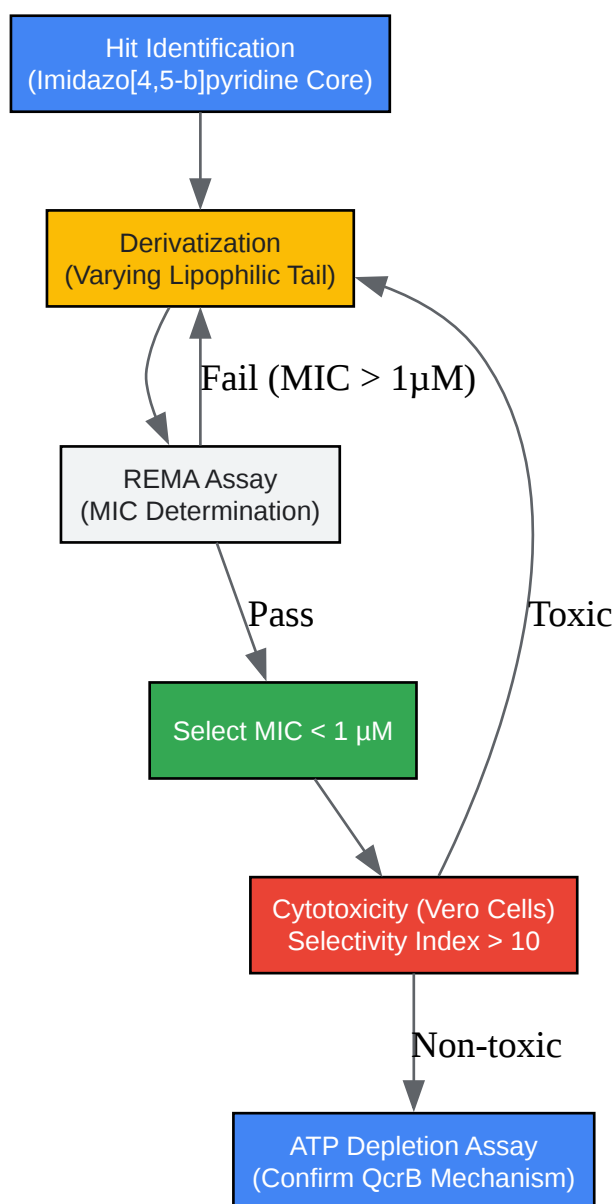 Hit Identification
(Imidazo[4,5-b]pyridine Core)
Derivatization
(Varying Lipophilic Tail)
Fail (MIC > 1µM)
REMA Assay
(MIC Determination)
Pass
Toxic
Select MIC < 1 µM
Cytotoxicity (Vero Cells)
Selectivity Index > 10
Non-toxic
ATP Depletion Assay
(Confirm QcrB Mechanism)